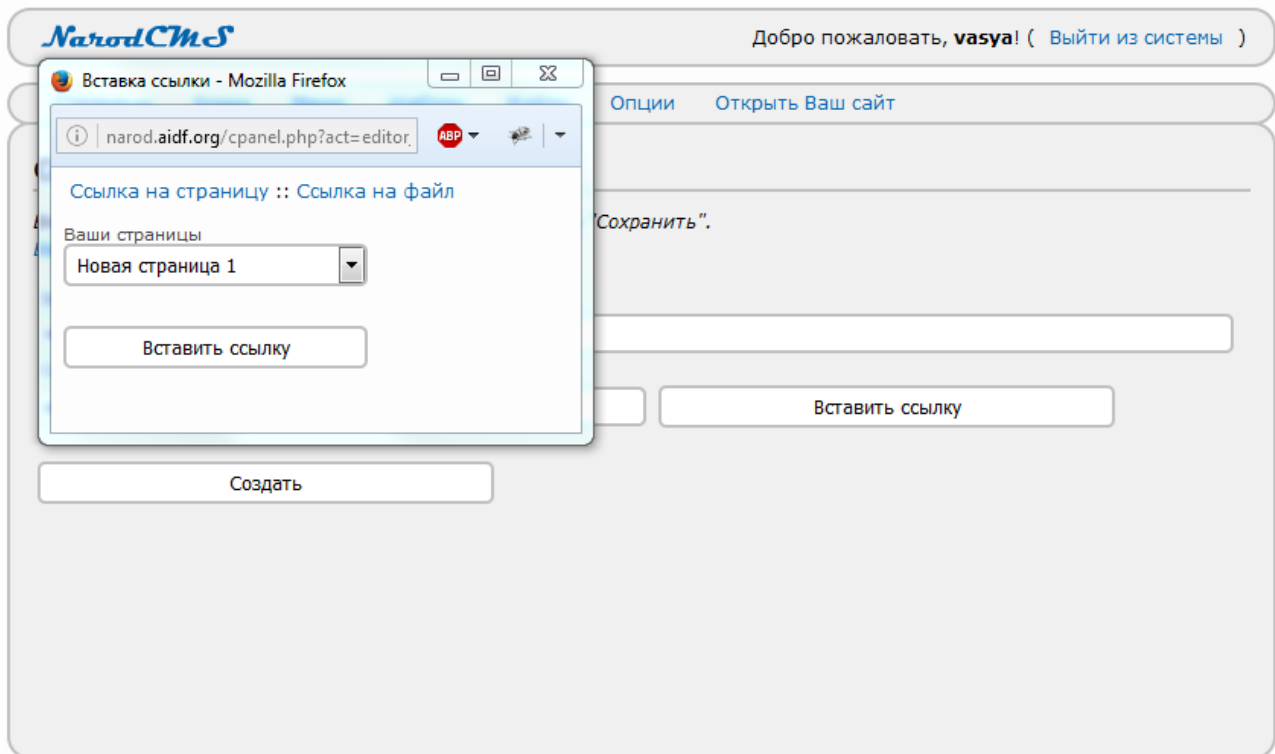 NarodCMS
Добро пожаловать, vasya! ( Выйти из системы )
Вставка ссылки - Mozilla Firefox
Опции Открыть Ваш сайт
narod.aidf.org/cpanel.php?act=editor_
ABP
Ссылка на страницу :: Ссылка на файл
"Сохранить".
Ваши страницы
Новая страница 1
Вставить ссылку
Вставить ссылку
Создать